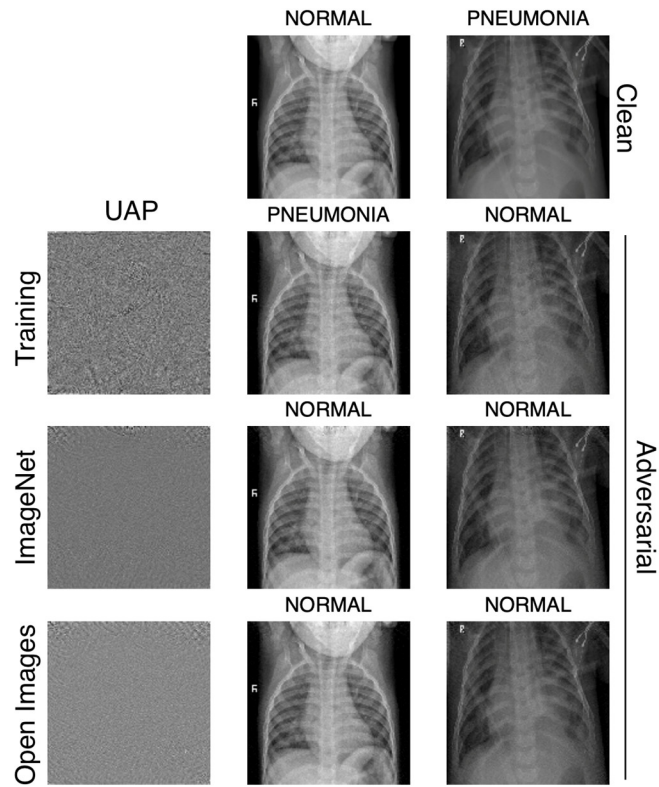 NORMAL PNEUMONIA
Clean
UAP PNEUMONIA NORMAL
Training
NORMAL NORMAL
ImageNet
Adversarial
NORMAL NORMAL
Open Images